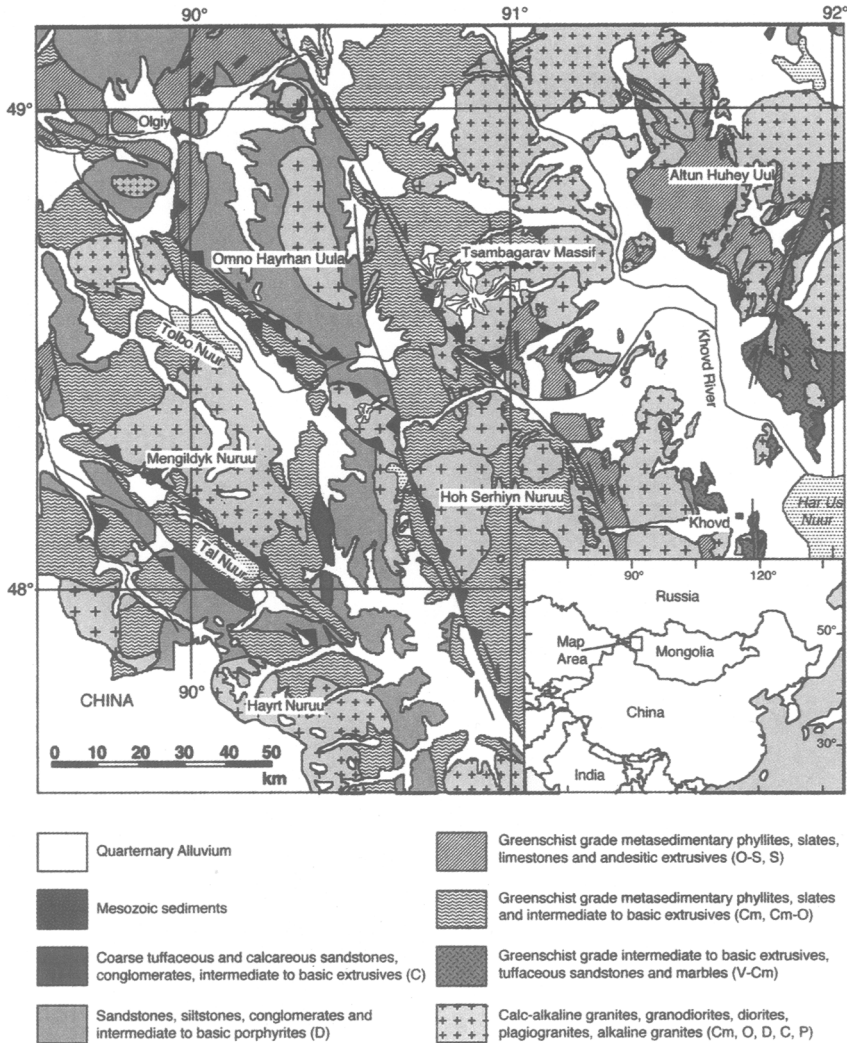 90°
91°
92°
49°
Olgiy
Altun Huhey Uul
Omno Hayrhan Uula
Tsambagarav Massif
Tolbo Nuur
Khovd River
Mengildyk Nuruu
Hoh Serhiyn Nuruu
Har Us
Nuur
Khovd
Tal Nuur
48°
90°
120°
Russia
50°
Map
Area
Mongolia
CHINA
90°
China
Hayrt Nuruu
30°
0 10 20 30 40 50
km
India
Quarternary Alluvium
Mesozoic sediments
Coarse tuffaceous and calcareous sandstones,
conglomerates, intermediate to basic extrusives (C)
Sandstones, siltstones, conglomerates and
intermediate to basic porphyrites (D)
Greenschist grade metasedimentary phyllites, slates,
limestones and andesitic extrusives (O-S, S)
Greenschist grade metasedimentary phyllites, slates
and intermediate to basic extrusives (Cm, Cm-O)
Greenschist grade intermediate to basic extrusives,
tuffaceous sandstones and marbles (V-Cm)
Calc-alkaline granites, granodiorites, diorites,
plagiogranites, alkaline granites (Cm, O, D, C, P)